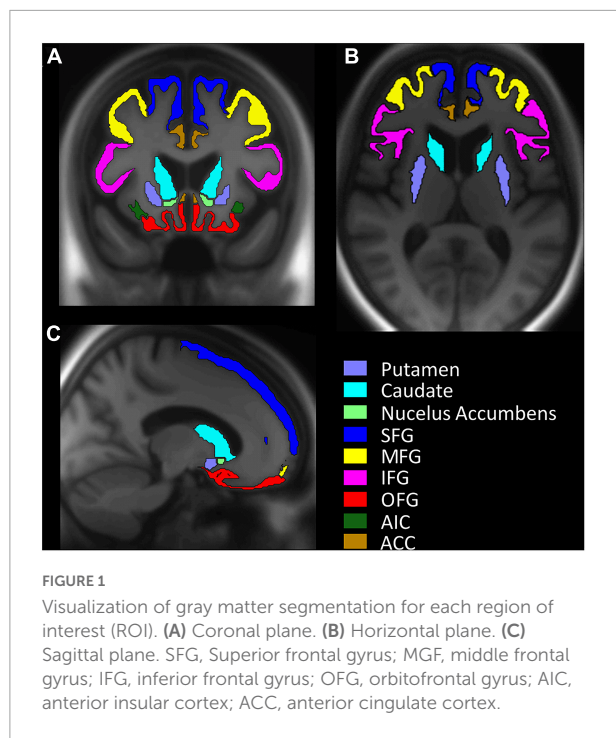 A
B
C
Putamen
Caudate
Nucelus Accumbens
SFG
MFG
IFG
OFG
AIC
ACC
FIGURE 1
Visualization of gray matter segmentation for each region of
interest (ROI). (A) Coronal plane. (B) Horizontal plane. (C)
Sagittal plane. SFG, Superior frontal gyrus; MGF, middle frontal
gyrus; IFG, inferior frontal gyrus; OFG, orbitofrontal gyrus; AIC,
anterior insular cortex; ACC, anterior cingulate cortex.